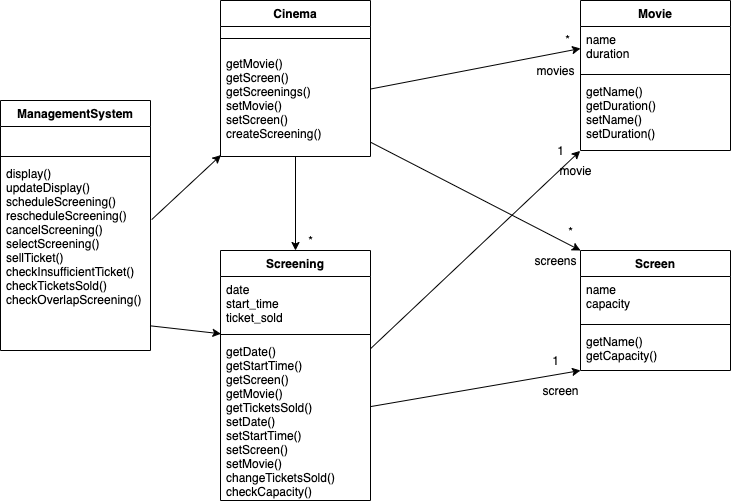 Cinema
getMovie()
getScreen()
getScreenings()
setMovie()
setScreen()
createScreening()
Movie
name
duration
getName()
getDuration()
setName()
setDuration()
*
movies
ManagementSystem
display()
updateDisplay()
scheduleScreening()
rescheduleScreening()
cancelScreening()
selectScreening()
sellTicket()
checkInsufficientTicket()
checkTicketsSold()
checkOverlapScreening()
1
movie
*
*
screens
Screening
date
start_time
ticket_sold
getDate()
getStartTime()
getScreen()
getMovie()
getTicketsSold()
setDate()
setStartTime()
setScreen()
setMovie()
changeTicketsSold()
checkCapacity()
Screen
name
capacity
getName()
getCapacity()
1
screen